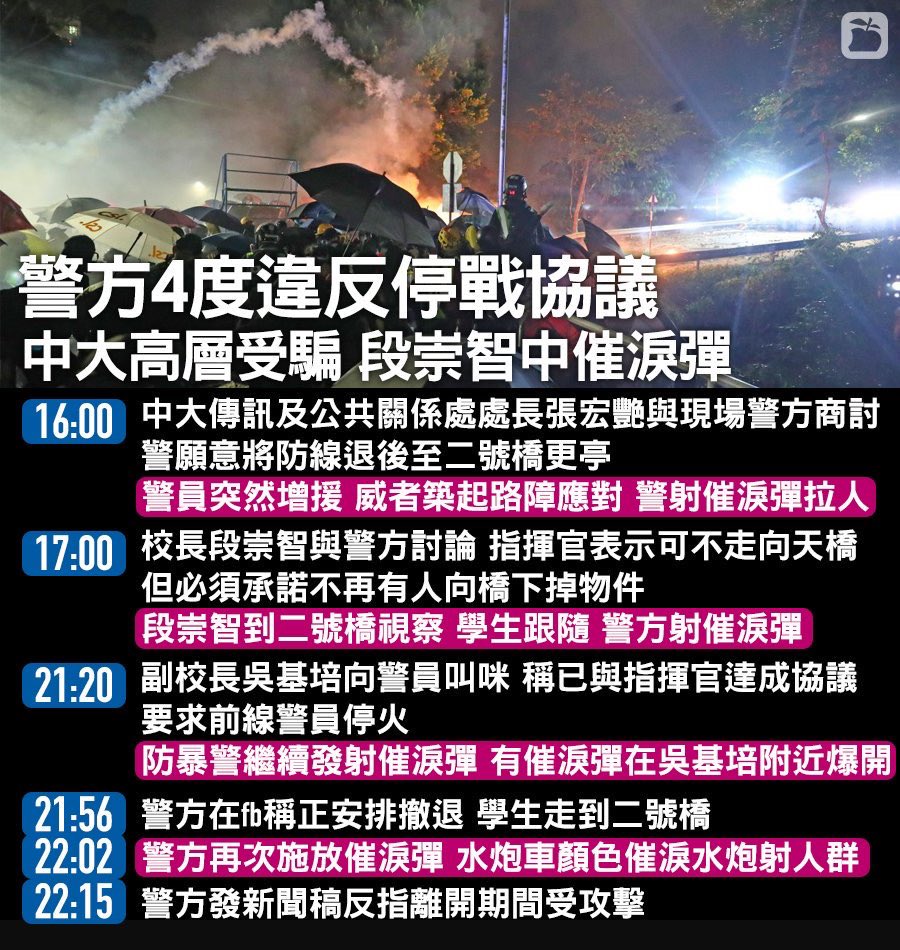 警方4度違反停戰協議
中大高層受騙 段崇智中催淚彈
16:00 中大傳訊及公共關係處處長張宏艷與現場警方商討
警願意將防線退後至二號橋更亭
警員突然增援 威者築起路障應對 警射催淚彈拉人
17:00 校長段崇智與警方討論 指揮官表示可不走向天橋
但必須承諾不再有人向橋下掉物件
段崇智到二號橋視察 學生跟隨 警方射催淚彈
21:20 副校長吳基培向警員叫咪 稱已與指揮官達成協議
要求前線警員停火
防暴警繼續發射催淚彈 有催淚彈在吳基培附近爆開
21:56 警方在fb稱正安排撤退 學生走到二號橋
22:02 警方再次施放催淚彈 水炮車顏色催淚水炮射人群
22:15 警方發新聞稿反指離開期間受攻擊